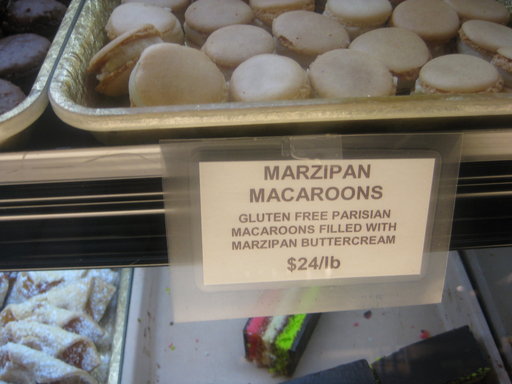 MARZIPAN
MACAROONS
GLUTEN FREE PARISIAN
MACAROONS FILLED WITH
MARZIPAN BUTTERCREAM
$24/lb